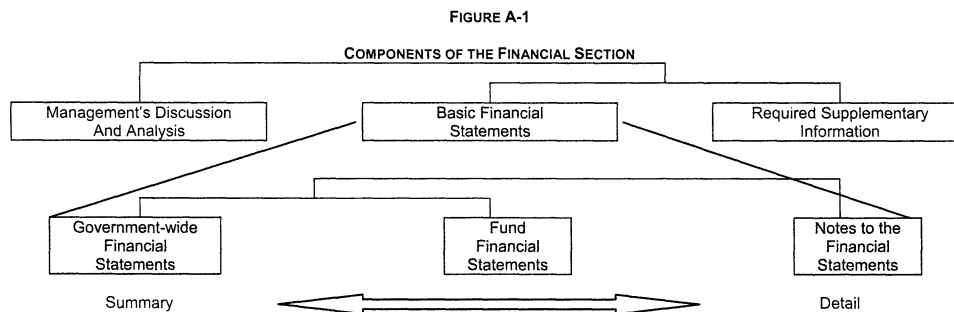 FIGURE A-1
COMPONENTS OF THE FINANCIAL SECTION
Management's Discussion
And Analysis
Basic Financial
Statements
Required Supplementary
Information
Government-wide
Financial
Statements
Fund
Financial
Statements
Notes to the
Financial
Statements
Summary
Detail